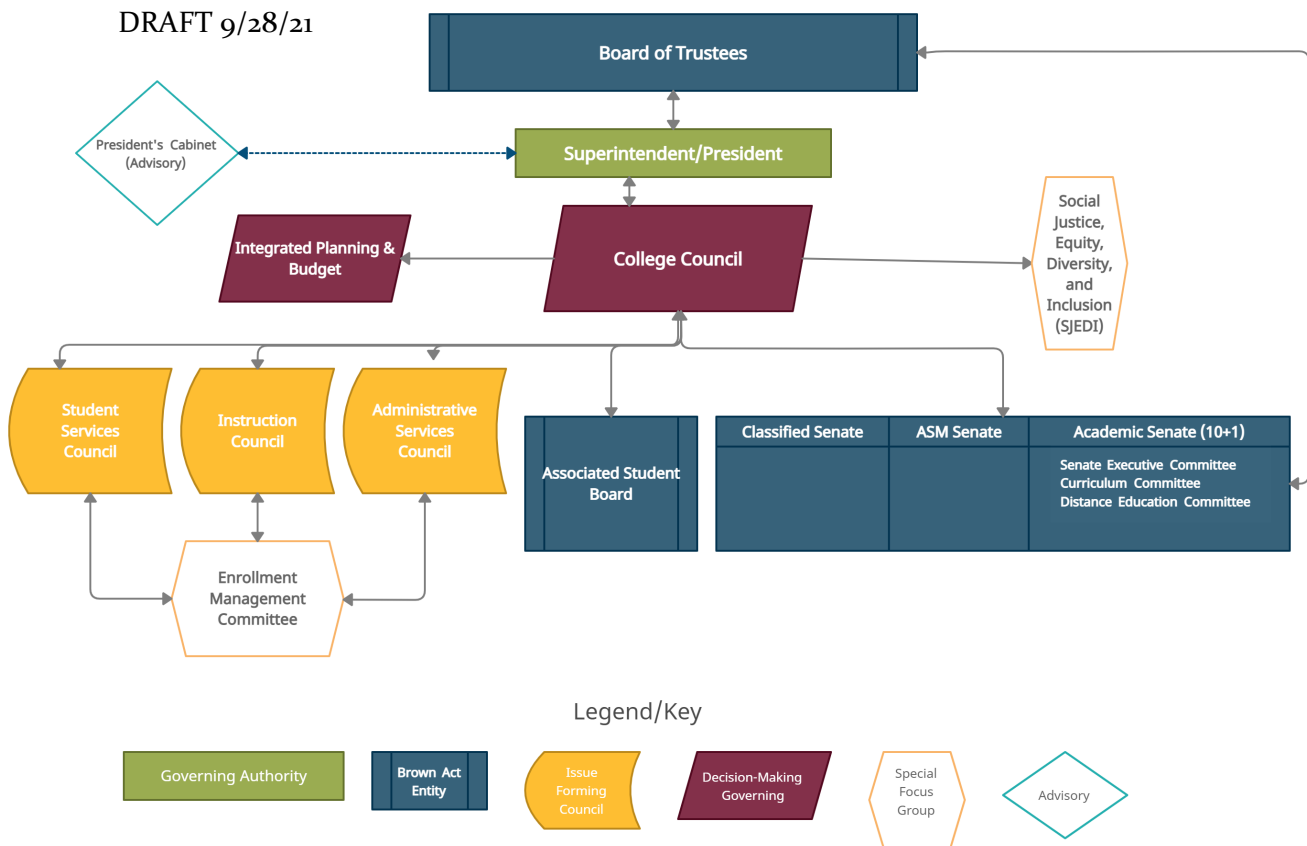 DRAFT 9/28/21
Board of Trustees
President's Cabinet
(Advisory)
Superintendent/President
Social
Justice,
Equity,
Diversity,
and
Inclusion
(SJEDI)
Integrated Planning &
Budget
College Council
Student
Services
Council
Instruction
Council
Administrative
Services
Council
Associated Student
Board
Classified Senate
ASM Senate
Academic Senate (10+1)
Senate Executive Committee
Curriculum Committee
Distance Education Committee
Enrollment
Management
Committee
Legend/Key
Governing Authority
Brown Act
Entity
Issue
Forming
Council
Decision-Making
Governing
Special
Focus
Group
Advisory